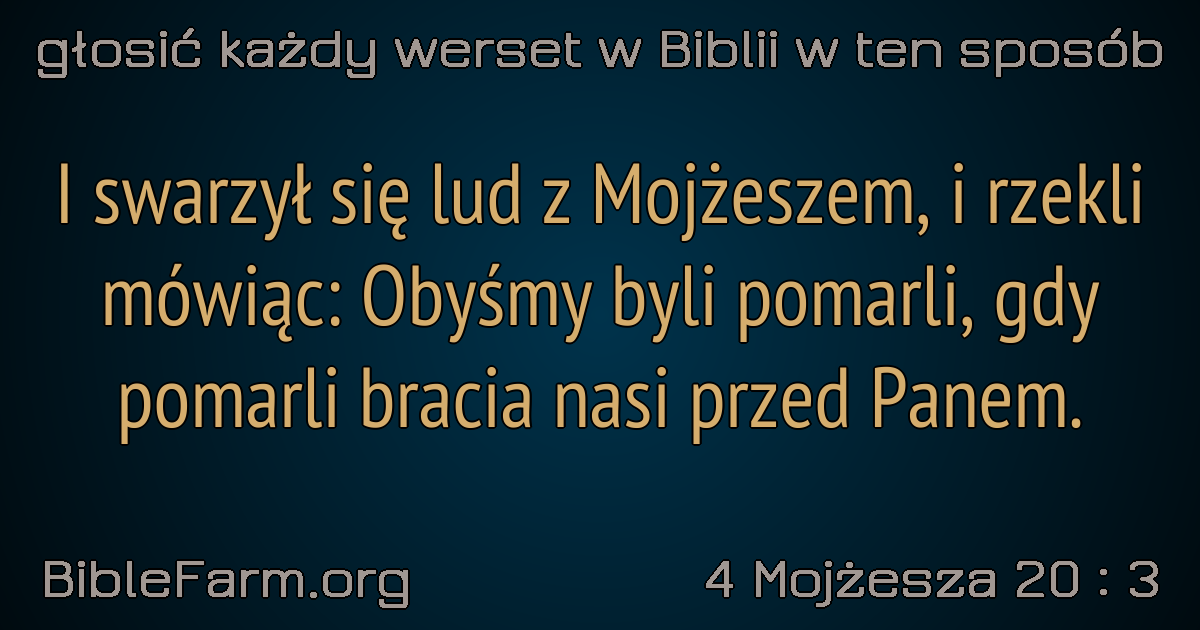 głosić każdy werset w Biblii w ten sposób
I swarzył się lud z Mojżeszem, i rzekli
mówiąc: Obyśmy byli pomarli, gdy
pomarli bracia nasi przed Panem.
BibleFarm.org
4 Mojżesza 20 : 3